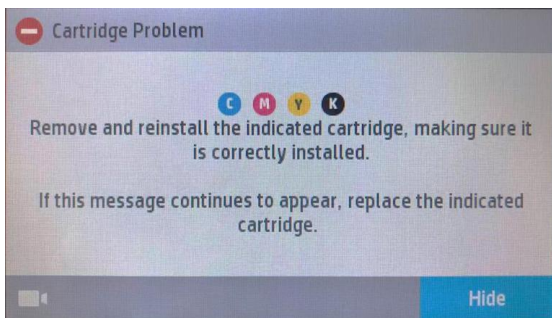 Cartridge Problem
C M Y K
Remove and reinstall the indicated cartridge, making sure it
is correctly installed.
If this message continues to appear, replace the indicated
cartridge.
Hide